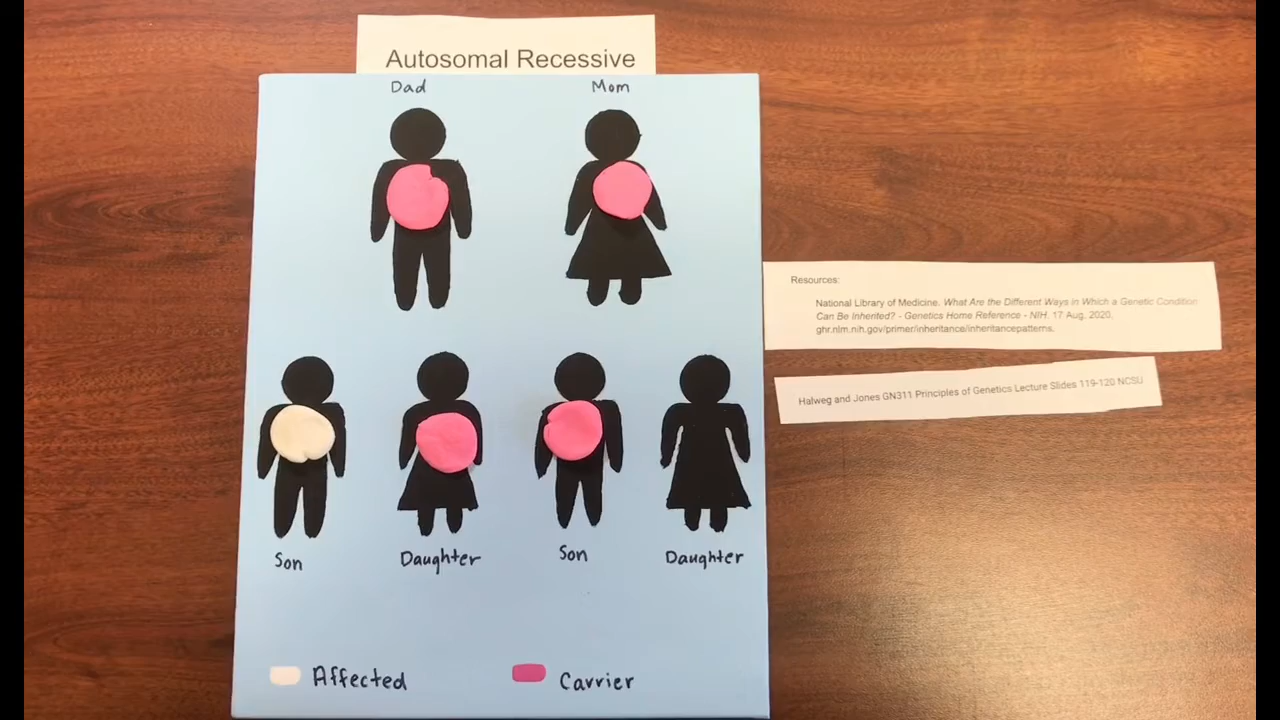 Autosomal Recessive
Dad Mom
Resources:
National Library of Medicine. What Are the Different Ways in Which a Genetic Condition
Can Be Inherited? - Genetics Home Reference - NIH. 17 Aug. 2020,
ghr.nlm.nih.gov/primer/inheritance/inheritancepatterns.
Halweg and Jones GN311 Principles of Genetics Lecture Slides 119-120 NCSU
Son Daughter Son Daughter
Affected Carrier